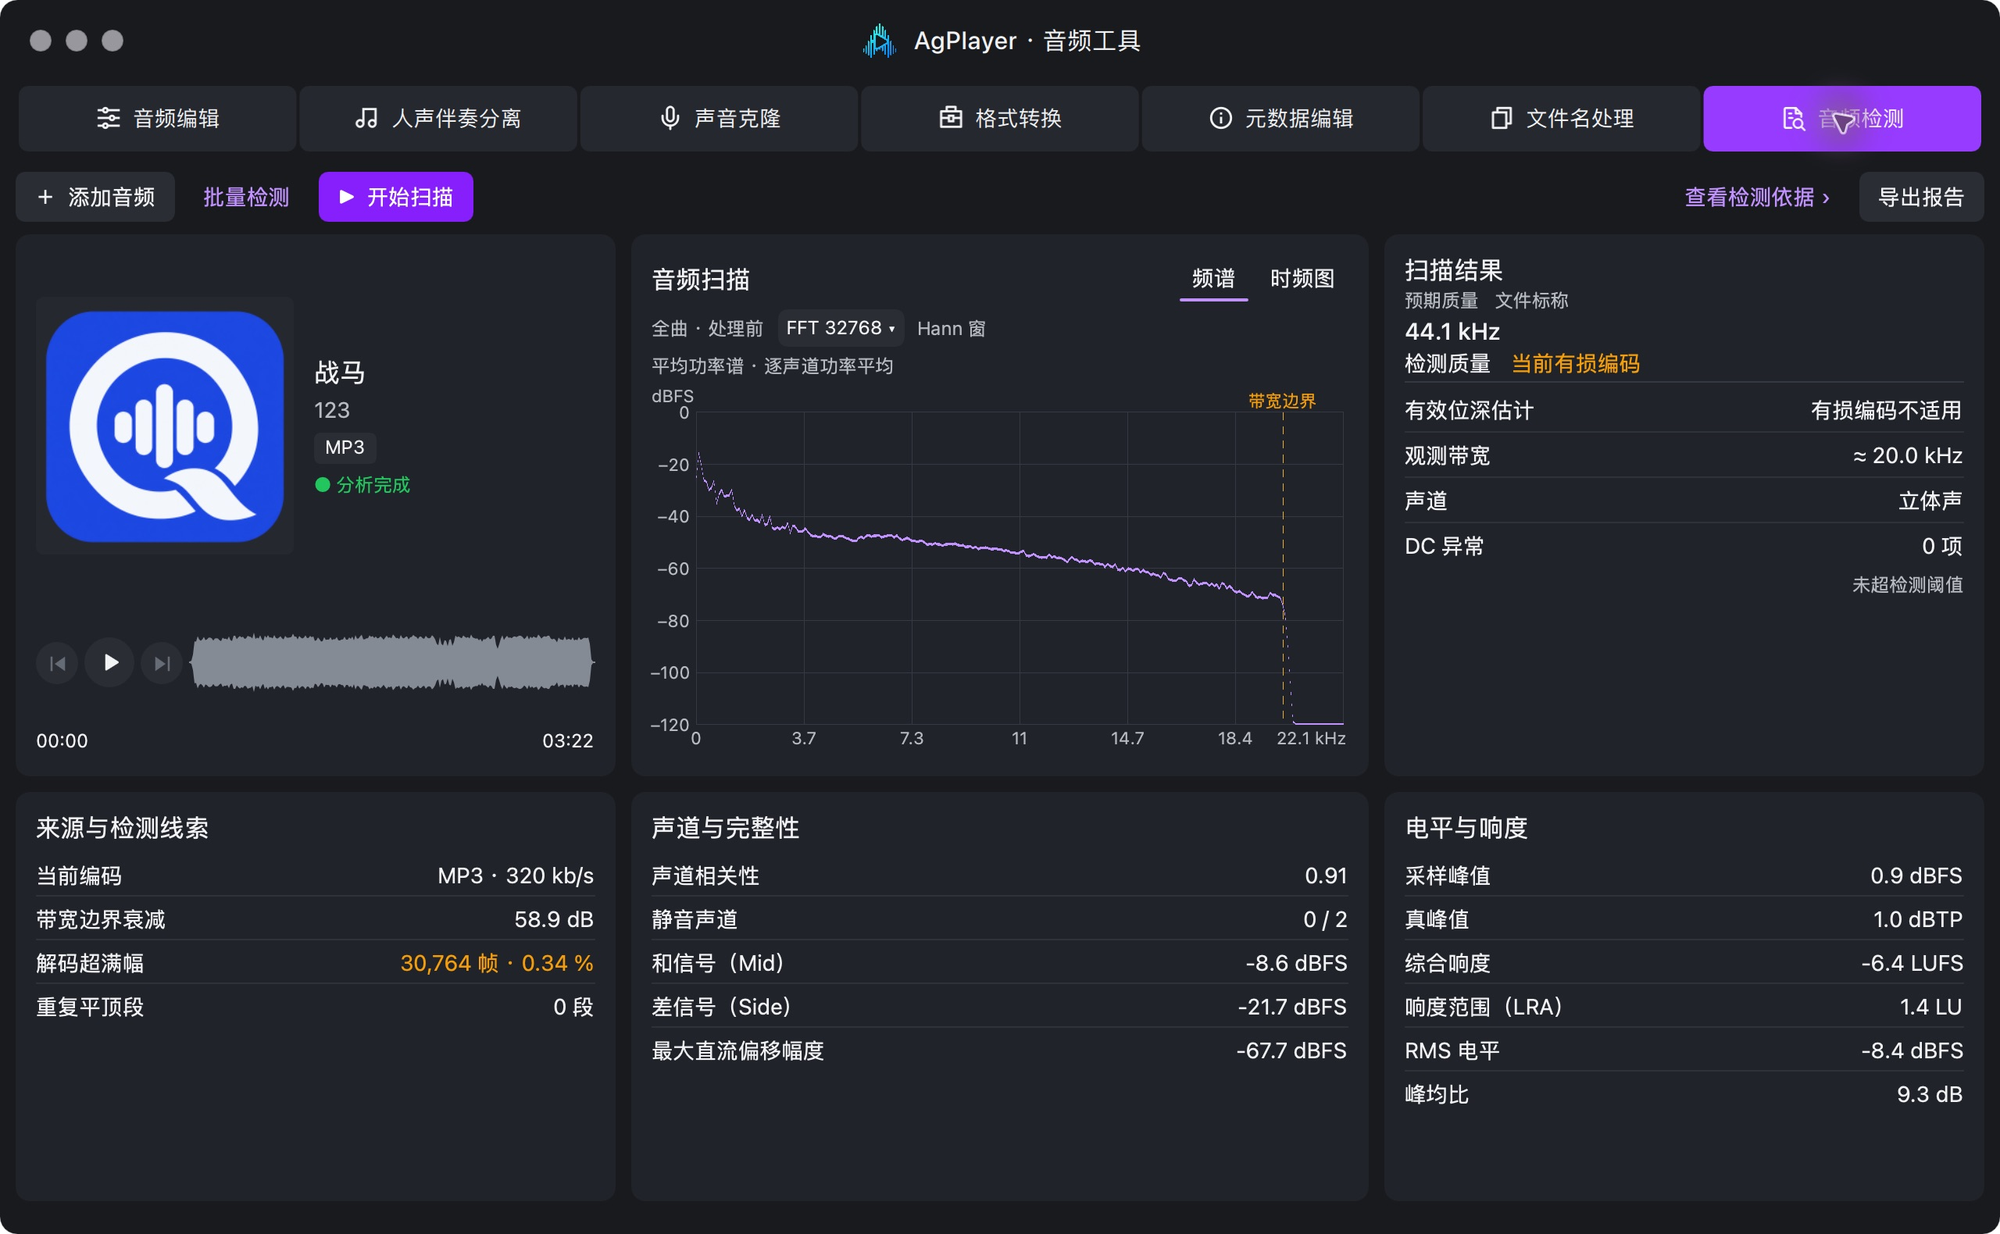 AgPlayer · 音频工具
音频编辑
人声伴奏分离
声音克隆
格式转换
元数据编辑
文件名处理
音频检测
+ 添加音频
批量检测
开始扫描
查看检测依据 ›
导出报告
战马
123
MP3
分析完成
00:00
03:22
音频扫描
频谱
时频图
全曲 · 处理前
FFT 32768
Hann 窗
平均功率谱 · 逐声道功率平均
dBFS
带宽边界
0
−20
−40
−60
−80
−100
−120
0 3.7 7.3 11 14.7 18.4 22.1 kHz
扫描结果
预期质量 文件标称
44.1 kHz
检测质量 当前有损编码
有效位深估计 有损编码不适用
观测带宽 ≈ 20.0 kHz
声道 立体声
DC 异常 0 项
未超检测阈值
来源与检测线索
当前编码 MP3 · 320 kb/s
带宽边界衰减 58.9 dB
解码超满幅 30,764 帧 · 0.34 %
重复平顶段 0 段
声道与完整性
声道相关性 0.91
静音声道 0 / 2
和信号（Mid） -8.6 dBFS
差信号（Side） -21.7 dBFS
最大直流偏移幅度 -67.7 dBFS
电平与响度
采样峰值 0.9 dBFS
真峰值 1.0 dBTP
综合响度 -6.4 LUFS
响度范围（LRA） 1.4 LU
RMS 电平 -8.4 dBFS
峰均比 9.3 dB